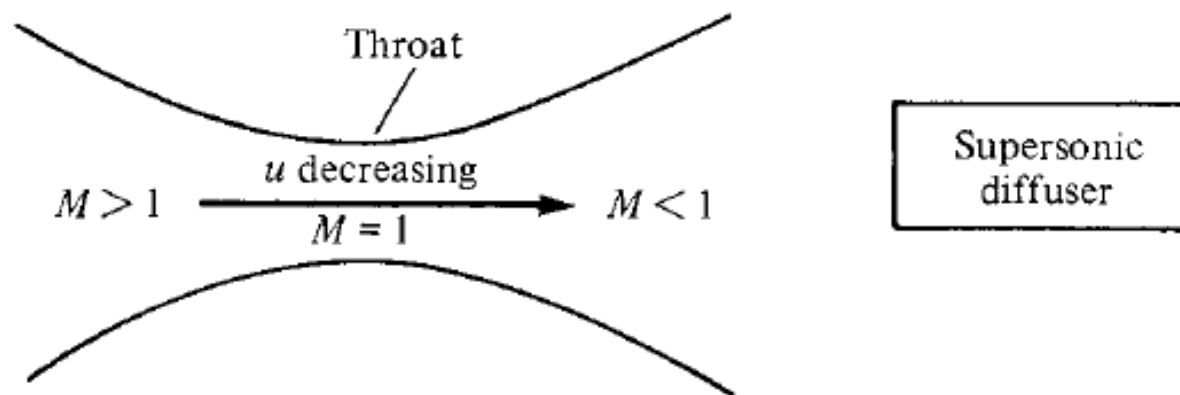 Throat
u decreasing
M > 1
M < 1
M = 1
Supersonic
diffuser